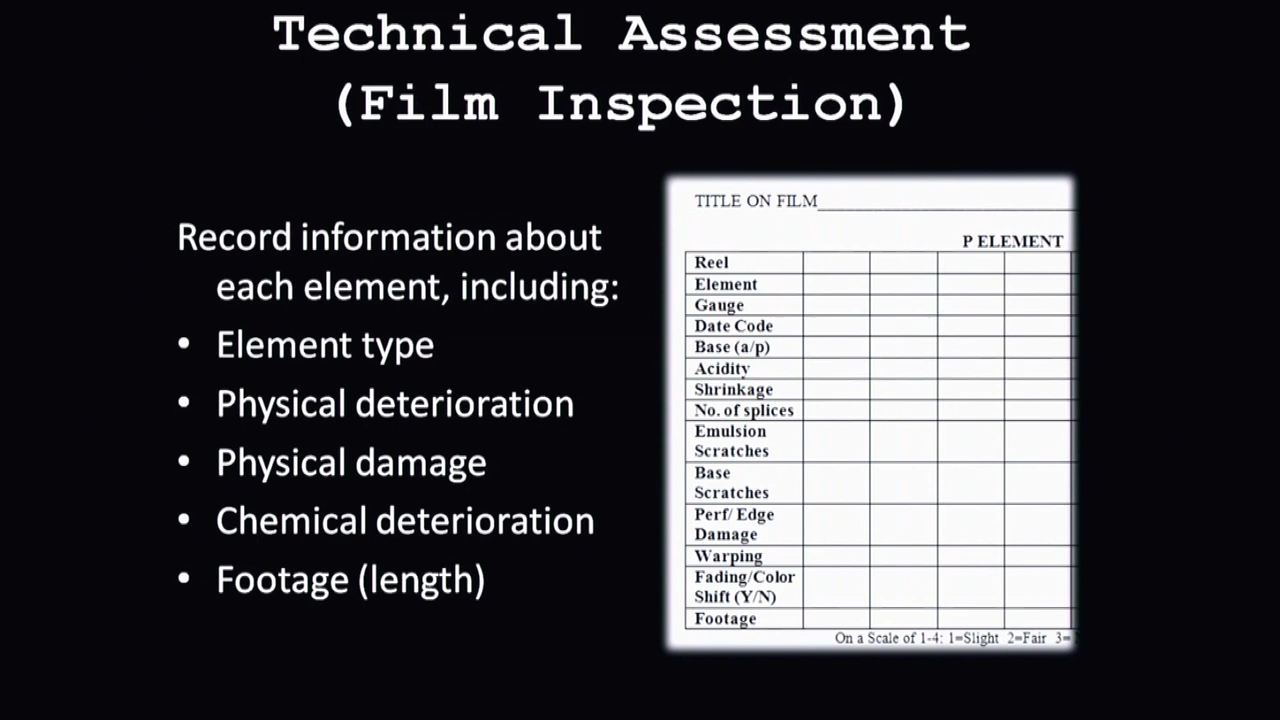 Technical Assessment
(Film Inspection)
Record information about
each element, including:
• Element type
• Physical deterioration
• Physical damage
• Chemical deterioration
• Footage (length)
TITLE ON FILM
P ELEMENT
Reel
Element
Gauge
Date Code
Base (a/p)
Acidity
Shrinkage
No. of splices
Emulsion
Scratches
Base
Scratches
Perf/ Edge
Damage
Warping
Fading/Color
Shift (Y/N)
Footage
On a Scale of 1-4: 1=Slight 2=Fair 3=